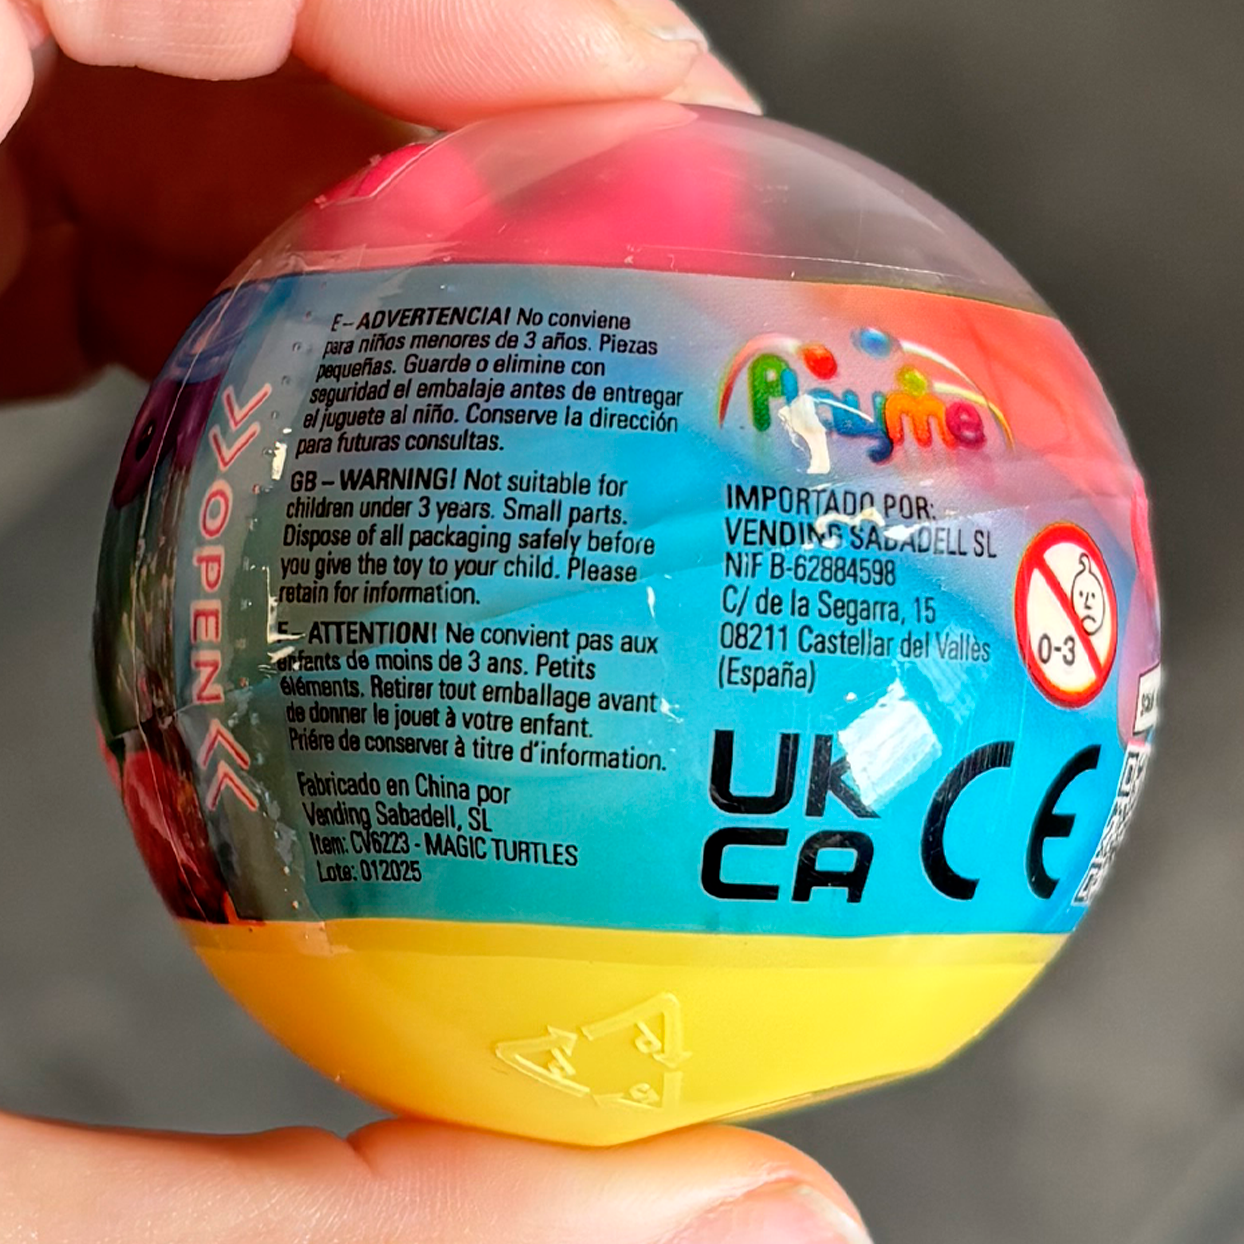 E - ADVERTENCIA! No conviene
para niños menores de 3 años. Piezas
pequeñas. Guarde o elimine con
seguridad el embalaje antes de entregar
el juguete al niño. Conserve la dirección
para futuras consultas.
GB - WARNING! Not suitable for
children under 3 years. Small parts.
Dispose of all packaging safely before
you give the toy to your child. Please
retain for information.
ATTENTION! Ne convient pas aux
enfants de moins de 3 ans. Petits
éléments. Retirer tout emballage avant
de donner le jouet à votre enfant.
Priére de conserver à titre d'information.
Fabricado en China por
Vending Sabadell, SL
Item: CV6223 - MAGIC TURTLES
Lote: 012025
>>OPEN<<
Playme
IMPORTADO POR:
VENDING SABADELL SL
NIF B-62884598
C/ de la Segarra, 15
08211 Castellar del Vallès
(España)
0-3
UK
CA
CE